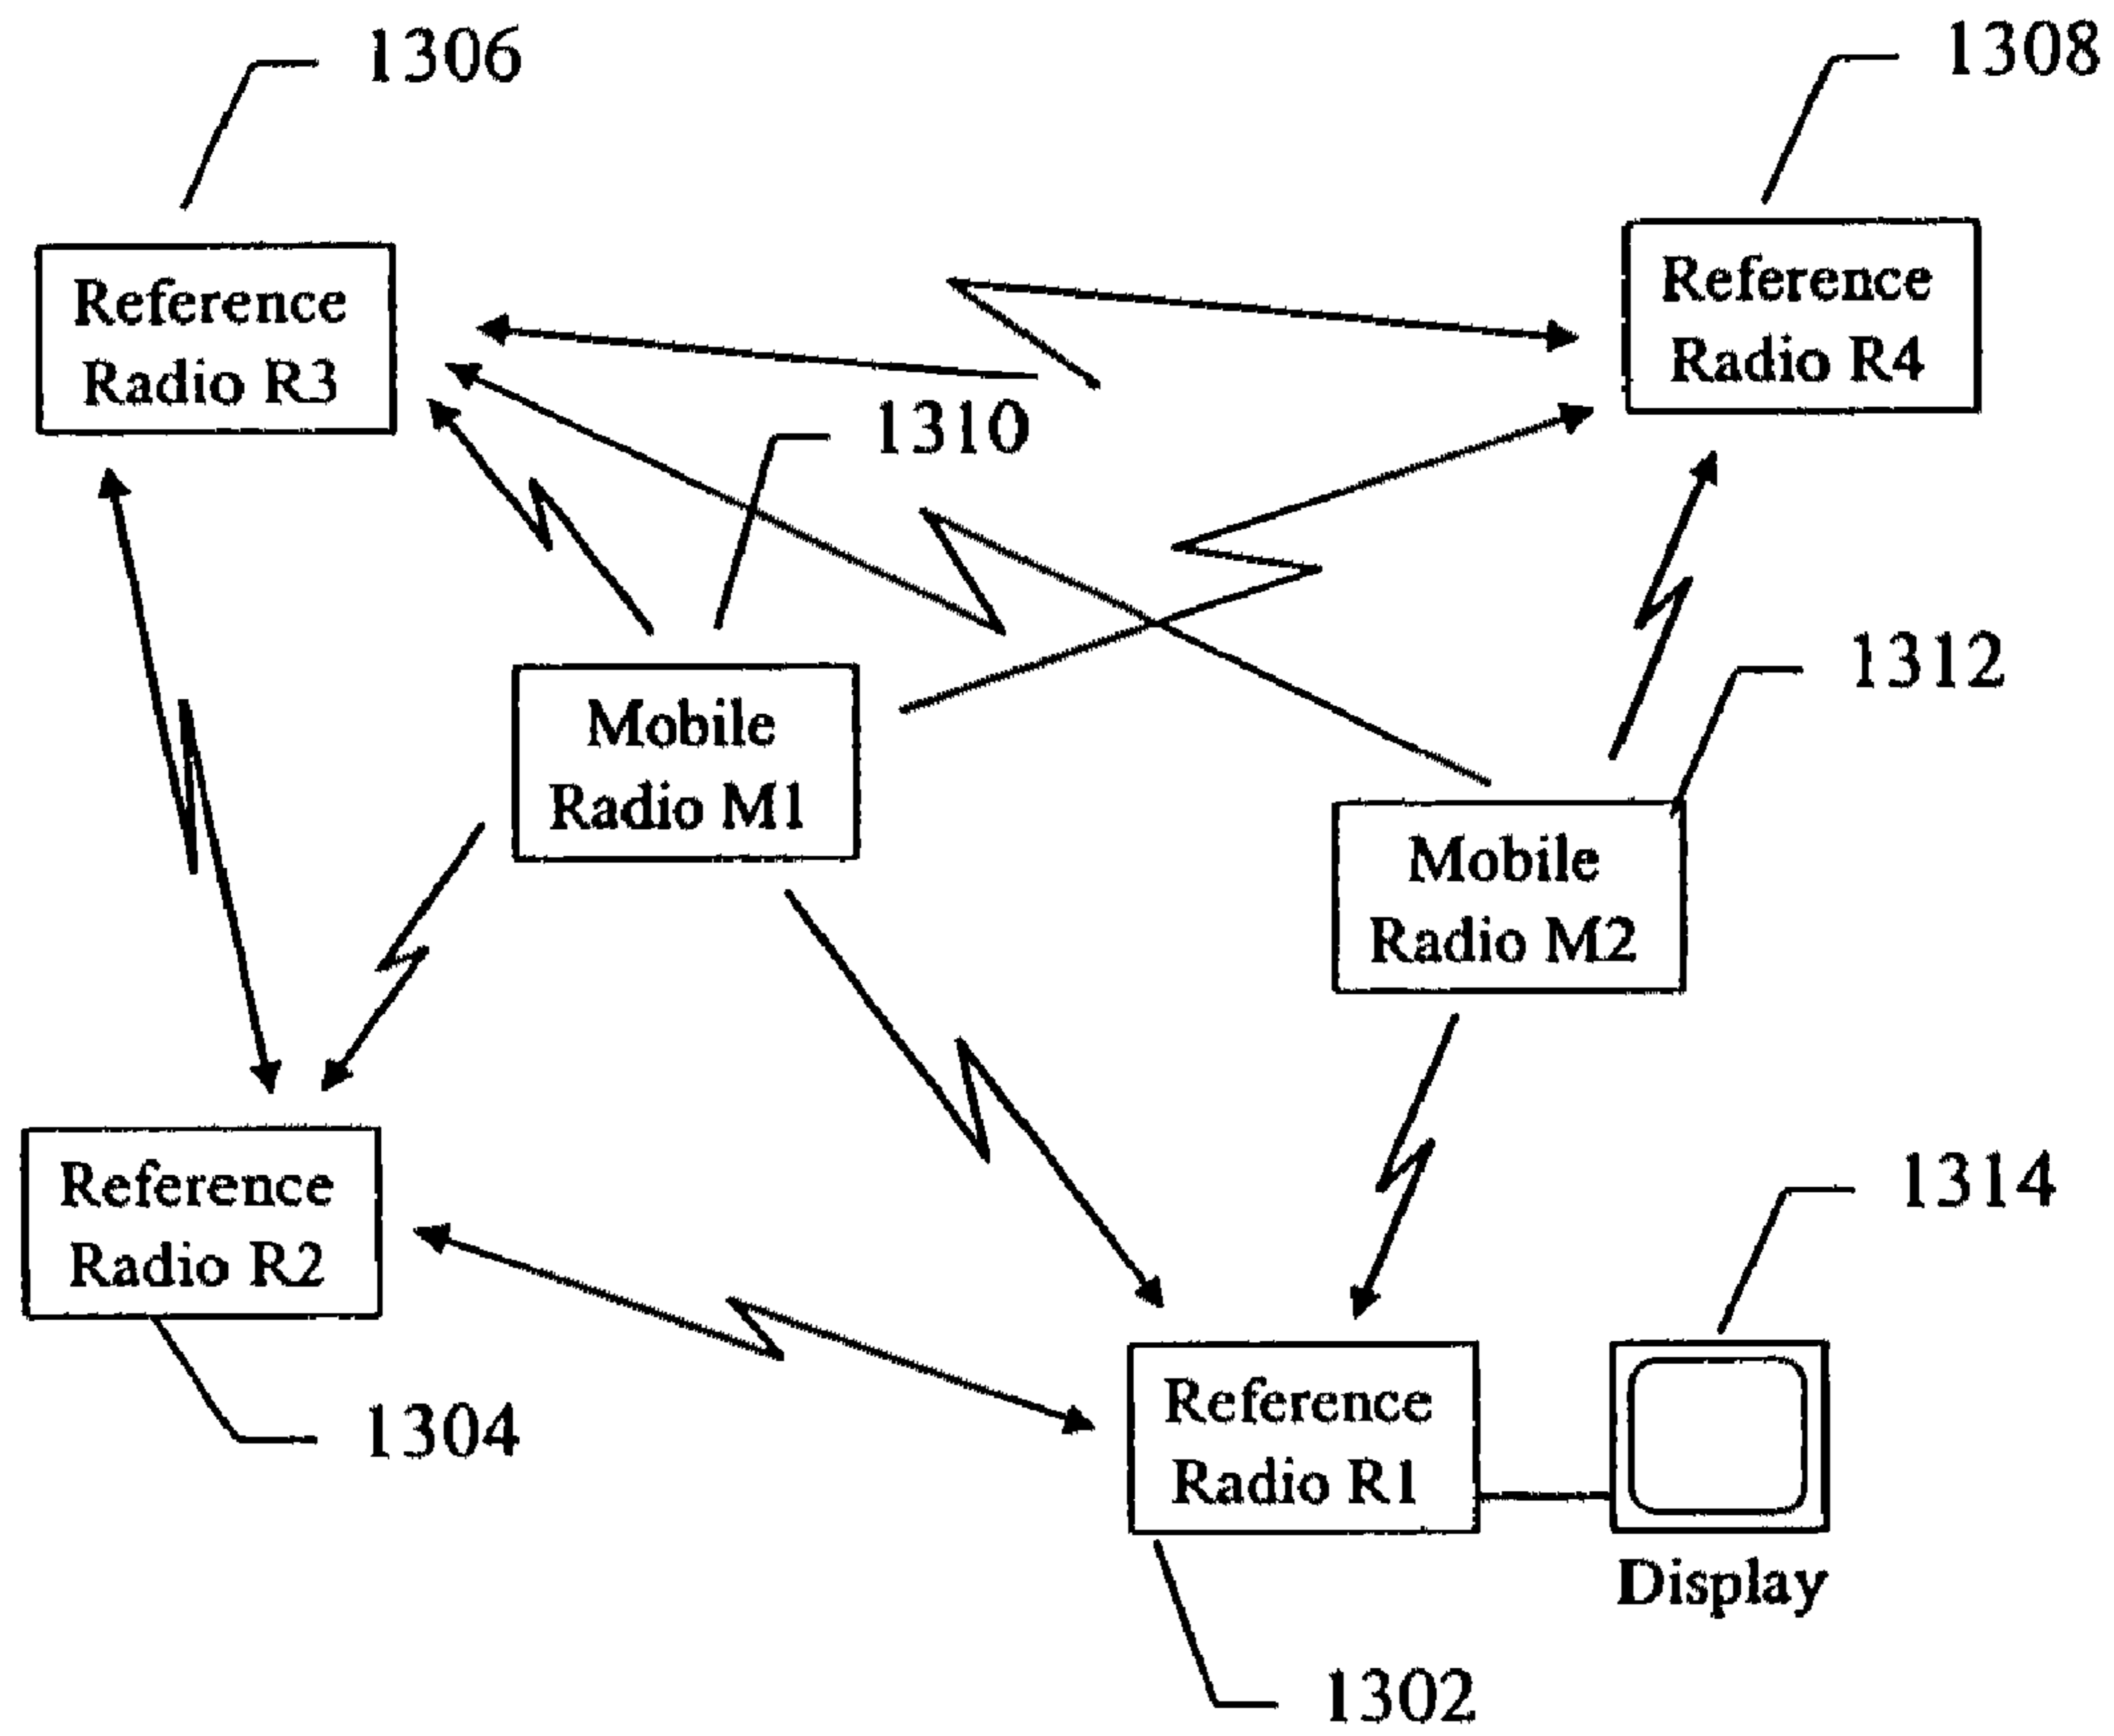 1306
1308
Reference
Radio R3
Reference
Radio R4
1310
1312
Mobile
Radio M1
Mobile
Radio M2
1314
Reference
Radio R2
1304
Reference
Radio R1
Display
1302